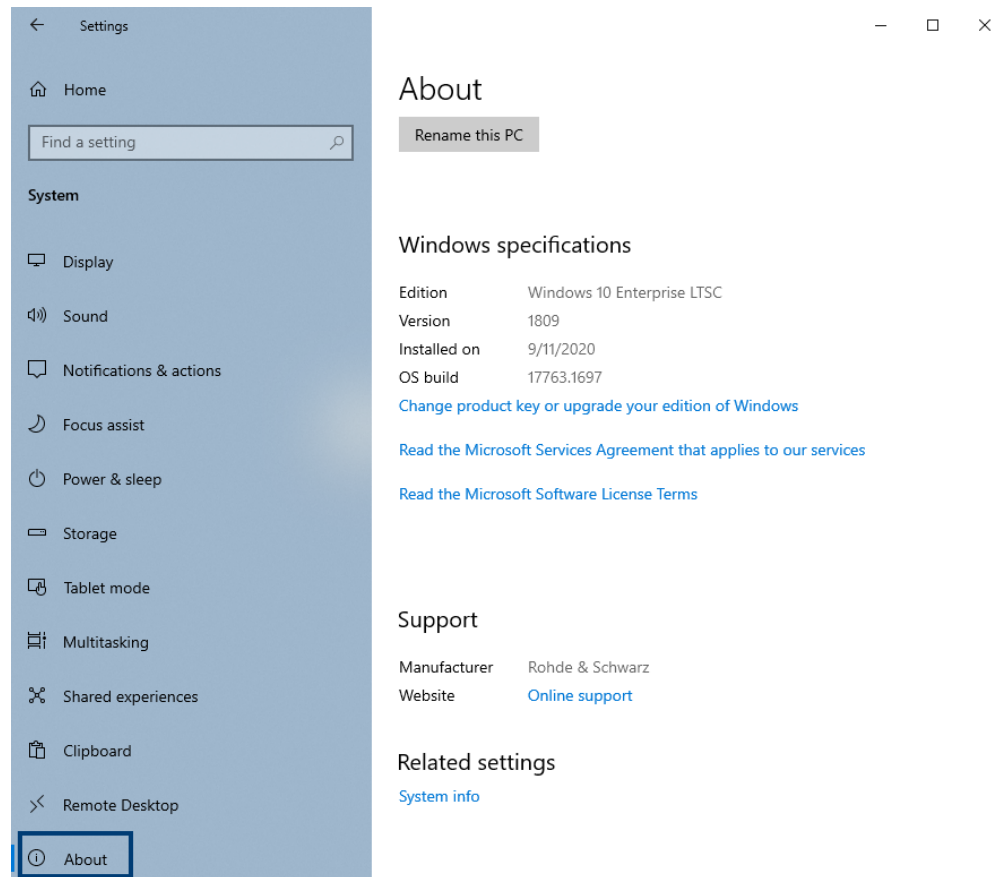 Settings
Home
Find a setting
System
Display
Sound
Notifications & actions
Focus assist
Power & sleep
Storage
Tablet mode
Multitasking
Shared experiences
Clipboard
Remote Desktop
About
About
Rename this PC
Windows specifications
Edition Windows 10 Enterprise LTSC
Version 1809
Installed on 9/11/2020
OS build 17763.1697
Change product key or upgrade your edition of Windows
Read the Microsoft Services Agreement that applies to our services
Read the Microsoft Software License Terms
Support
Manufacturer Rohde & Schwarz
Website Online support
Related settings
System info